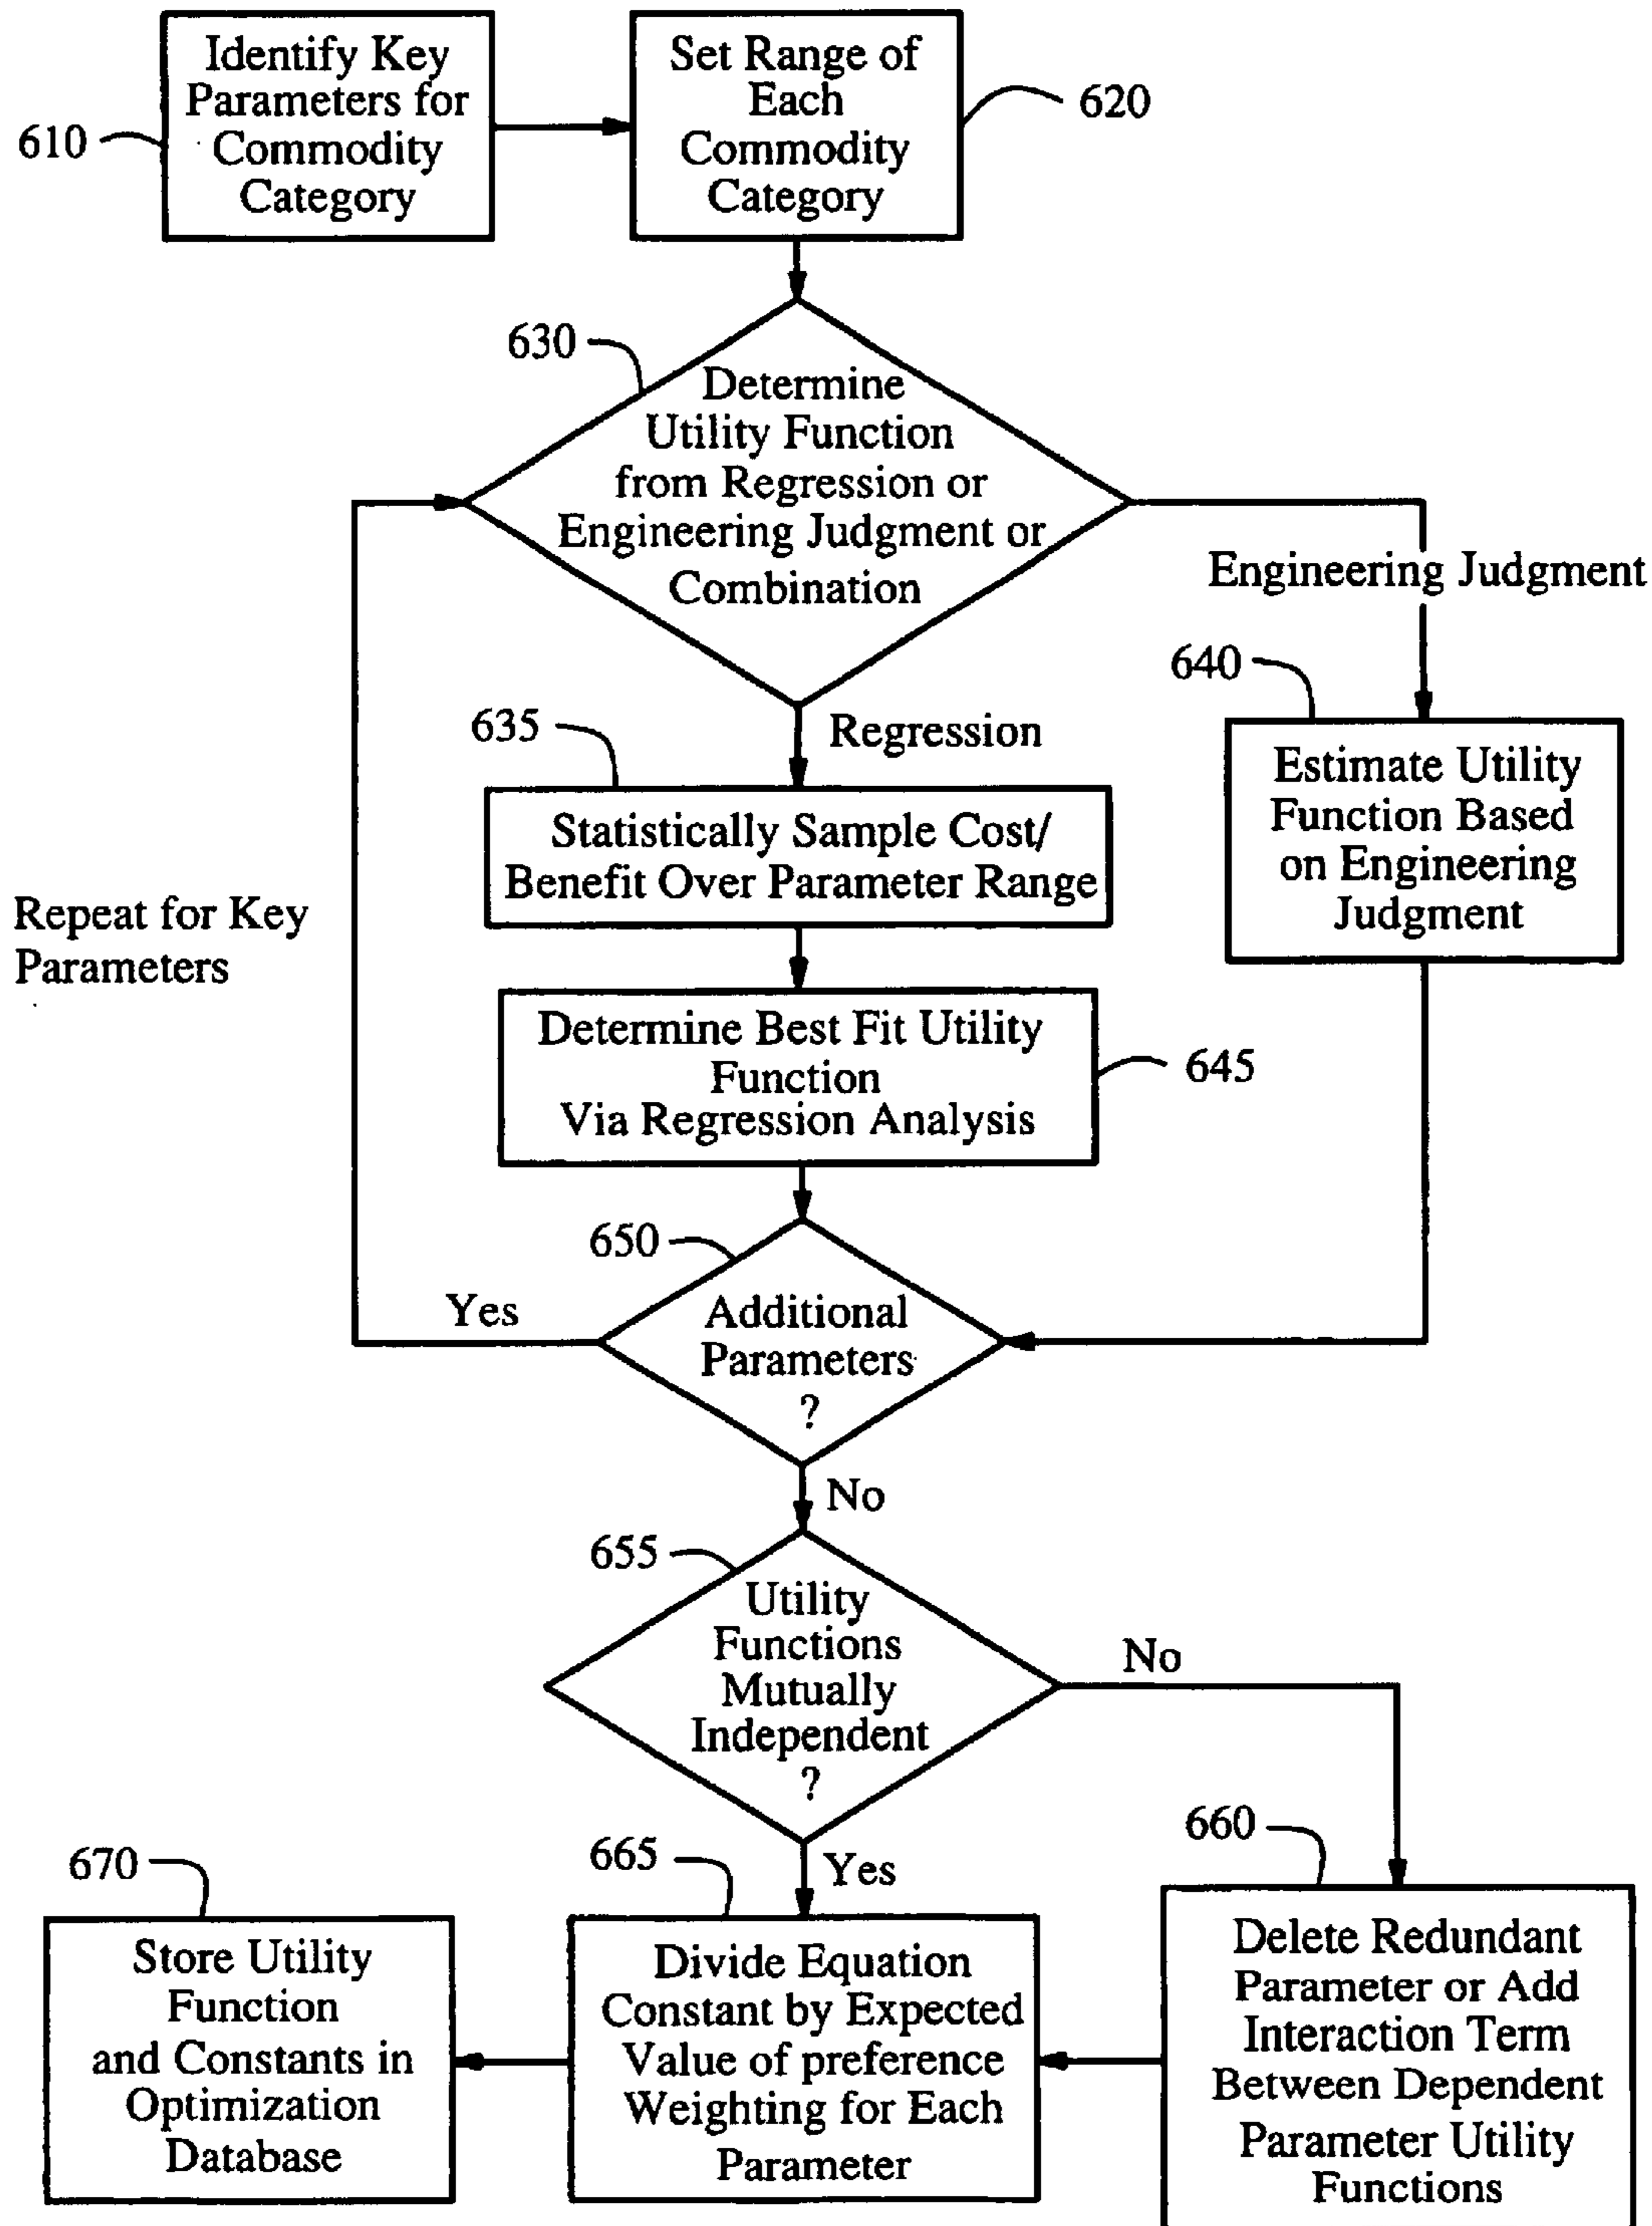 Identify Key
Parameters for
Commodity
Category
610
Set Range of
Each
Commodity
Category
620
630
Determine
Utility Function
from Regression or
Engineering Judgment or
Combination
Engineering Judgment
640
Estimate Utility
Function Based
on Engineering
Judgment
635
Regression
Statistically Sample Cost/
Benefit Over Parameter Range
Repeat for Key
Parameters
Determine Best Fit Utility
Function
Via Regression Analysis
645
650
Yes
Additional
Parameters
?
No
655
Utility
Functions
Mutually
Independent
?
No
660
Delete Redundant
Parameter or Add
Interaction Term
Between Dependent
Parameter Utility
Functions
665
Yes
Divide Equation
Constant by Expected
Value of preference
Weighting for Each
Parameter
670
Store Utility
Function
and Constants in
Optimization
Database